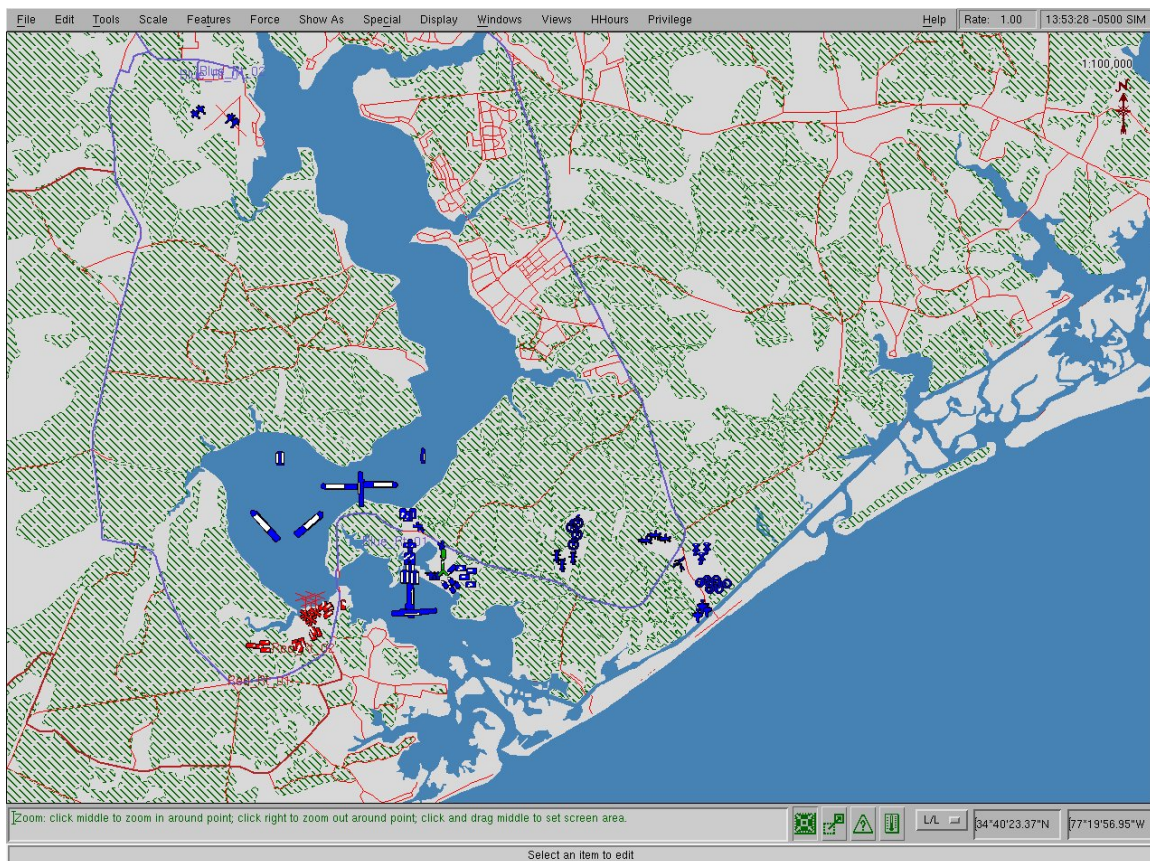 File Edit Tools Scale Features Force Show As Special Display Windows Views HHours Privilege Help Rate: 1.00 13:53:28 -0500 SIM
1:100,000
N
Red_Rt_02
Red_Rt_01
Zoom: click middle to zoom in around point; click right to zoom out around point; click and drag middle to set screen area.
L/L
34°40'23.37"N
77°19'56.95"W
Select an item to edit